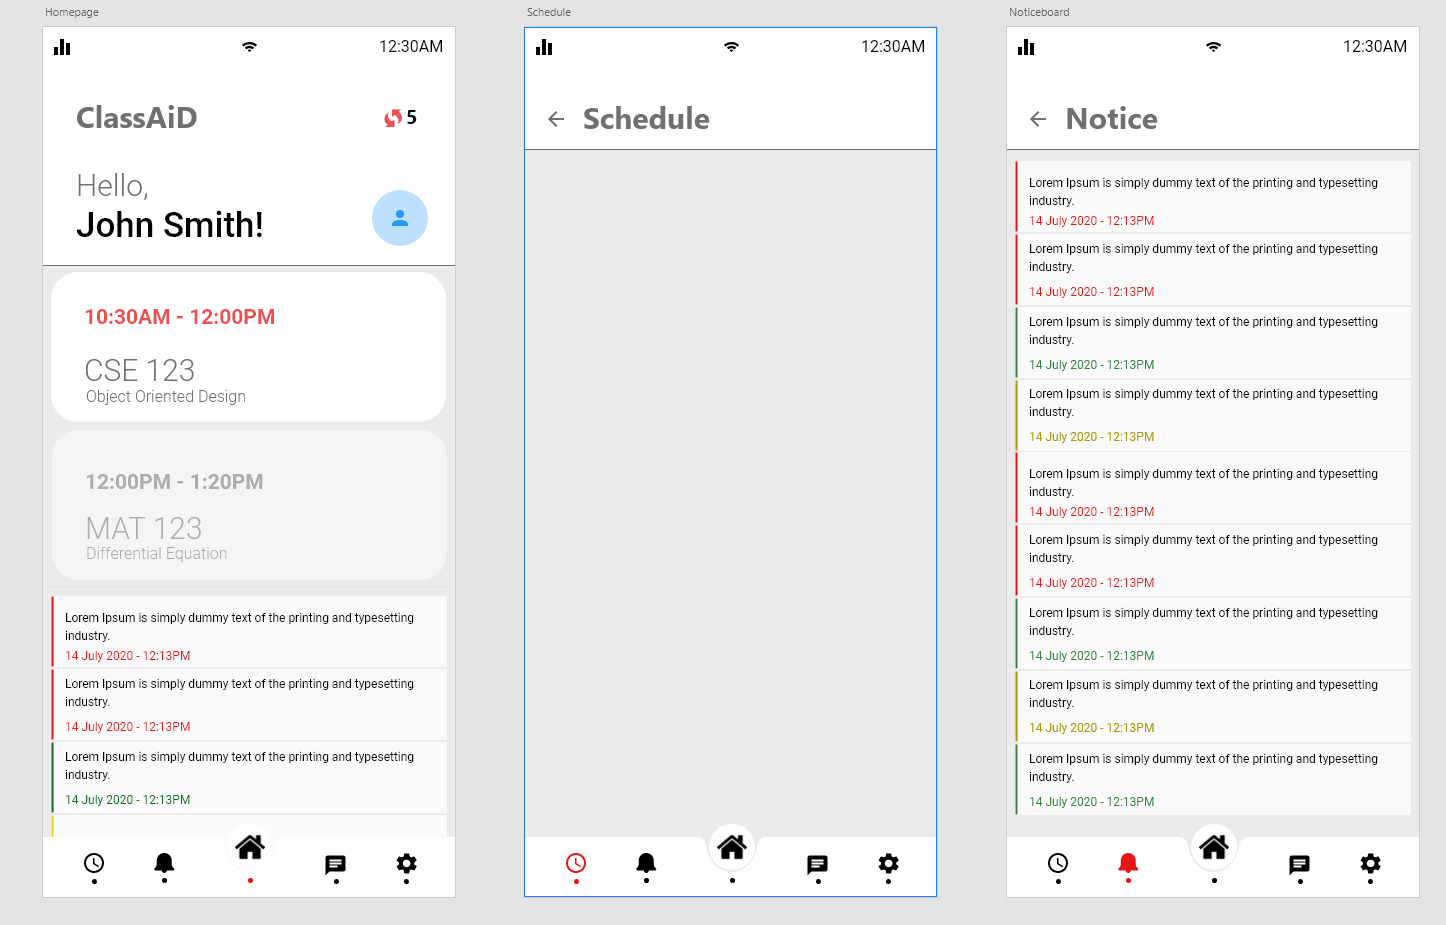 Homepage
12:30AM
ClassAiD
5
Hello,
John Smith!
10:30AM - 12:00PM
CSE 123
Object Oriented Design
12:00PM - 1:20PM
MAT 123
Differential Equation
Lorem Ipsum is simply dummy text of the printing and typesetting
industry.
14 July 2020 - 12:13PM
Lorem Ipsum is simply dummy text of the printing and typesetting
industry.
14 July 2020 - 12:13PM
Lorem Ipsum is simply dummy text of the printing and typesetting
industry.
14 July 2020 - 12:13PM
Schedule
12:30AM
Schedule
Noticeboard
12:30AM
Notice
Lorem Ipsum is simply dummy text of the printing and typesetting
industry.
14 July 2020 - 12:13PM
Lorem Ipsum is simply dummy text of the printing and typesetting
industry.
14 July 2020 - 12:13PM
Lorem Ipsum is simply dummy text of the printing and typesetting
industry.
14 July 2020 - 12:13PM
Lorem Ipsum is simply dummy text of the printing and typesetting
industry.
14 July 2020 - 12:13PM
Lorem Ipsum is simply dummy text of the printing and typesetting
industry.
14 July 2020 - 12:13PM
Lorem Ipsum is simply dummy text of the printing and typesetting
industry.
14 July 2020 - 12:13PM
Lorem Ipsum is simply dummy text of the printing and typesetting
industry.
14 July 2020 - 12:13PM
Lorem Ipsum is simply dummy text of the printing and typesetting
industry.
14 July 2020 - 12:13PM
Lorem Ipsum is simply dummy text of the printing and typesetting
industry.
14 July 2020 - 12:13PM